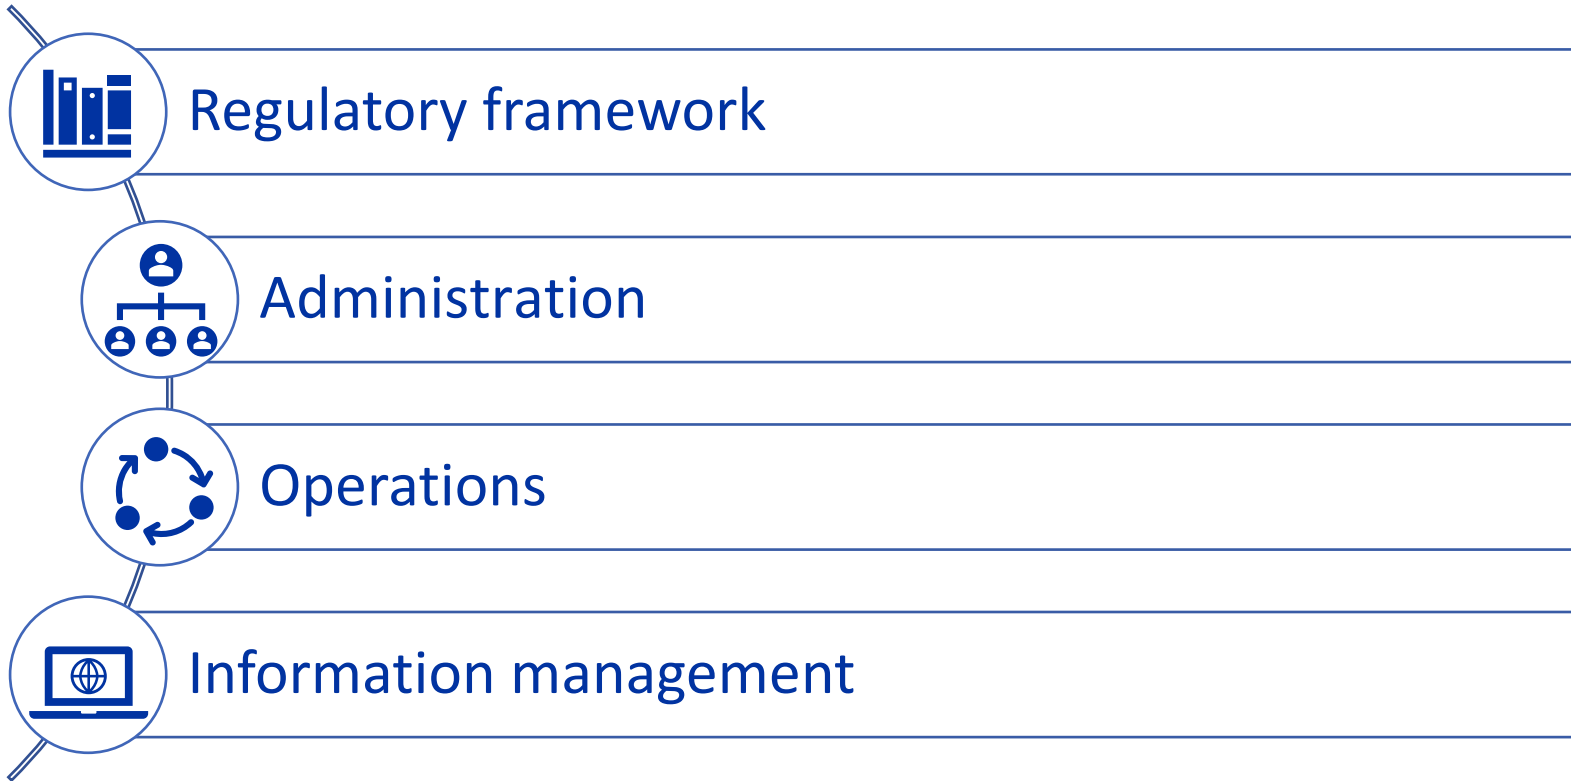 Regulatory framework
Administration
Operations
Information management